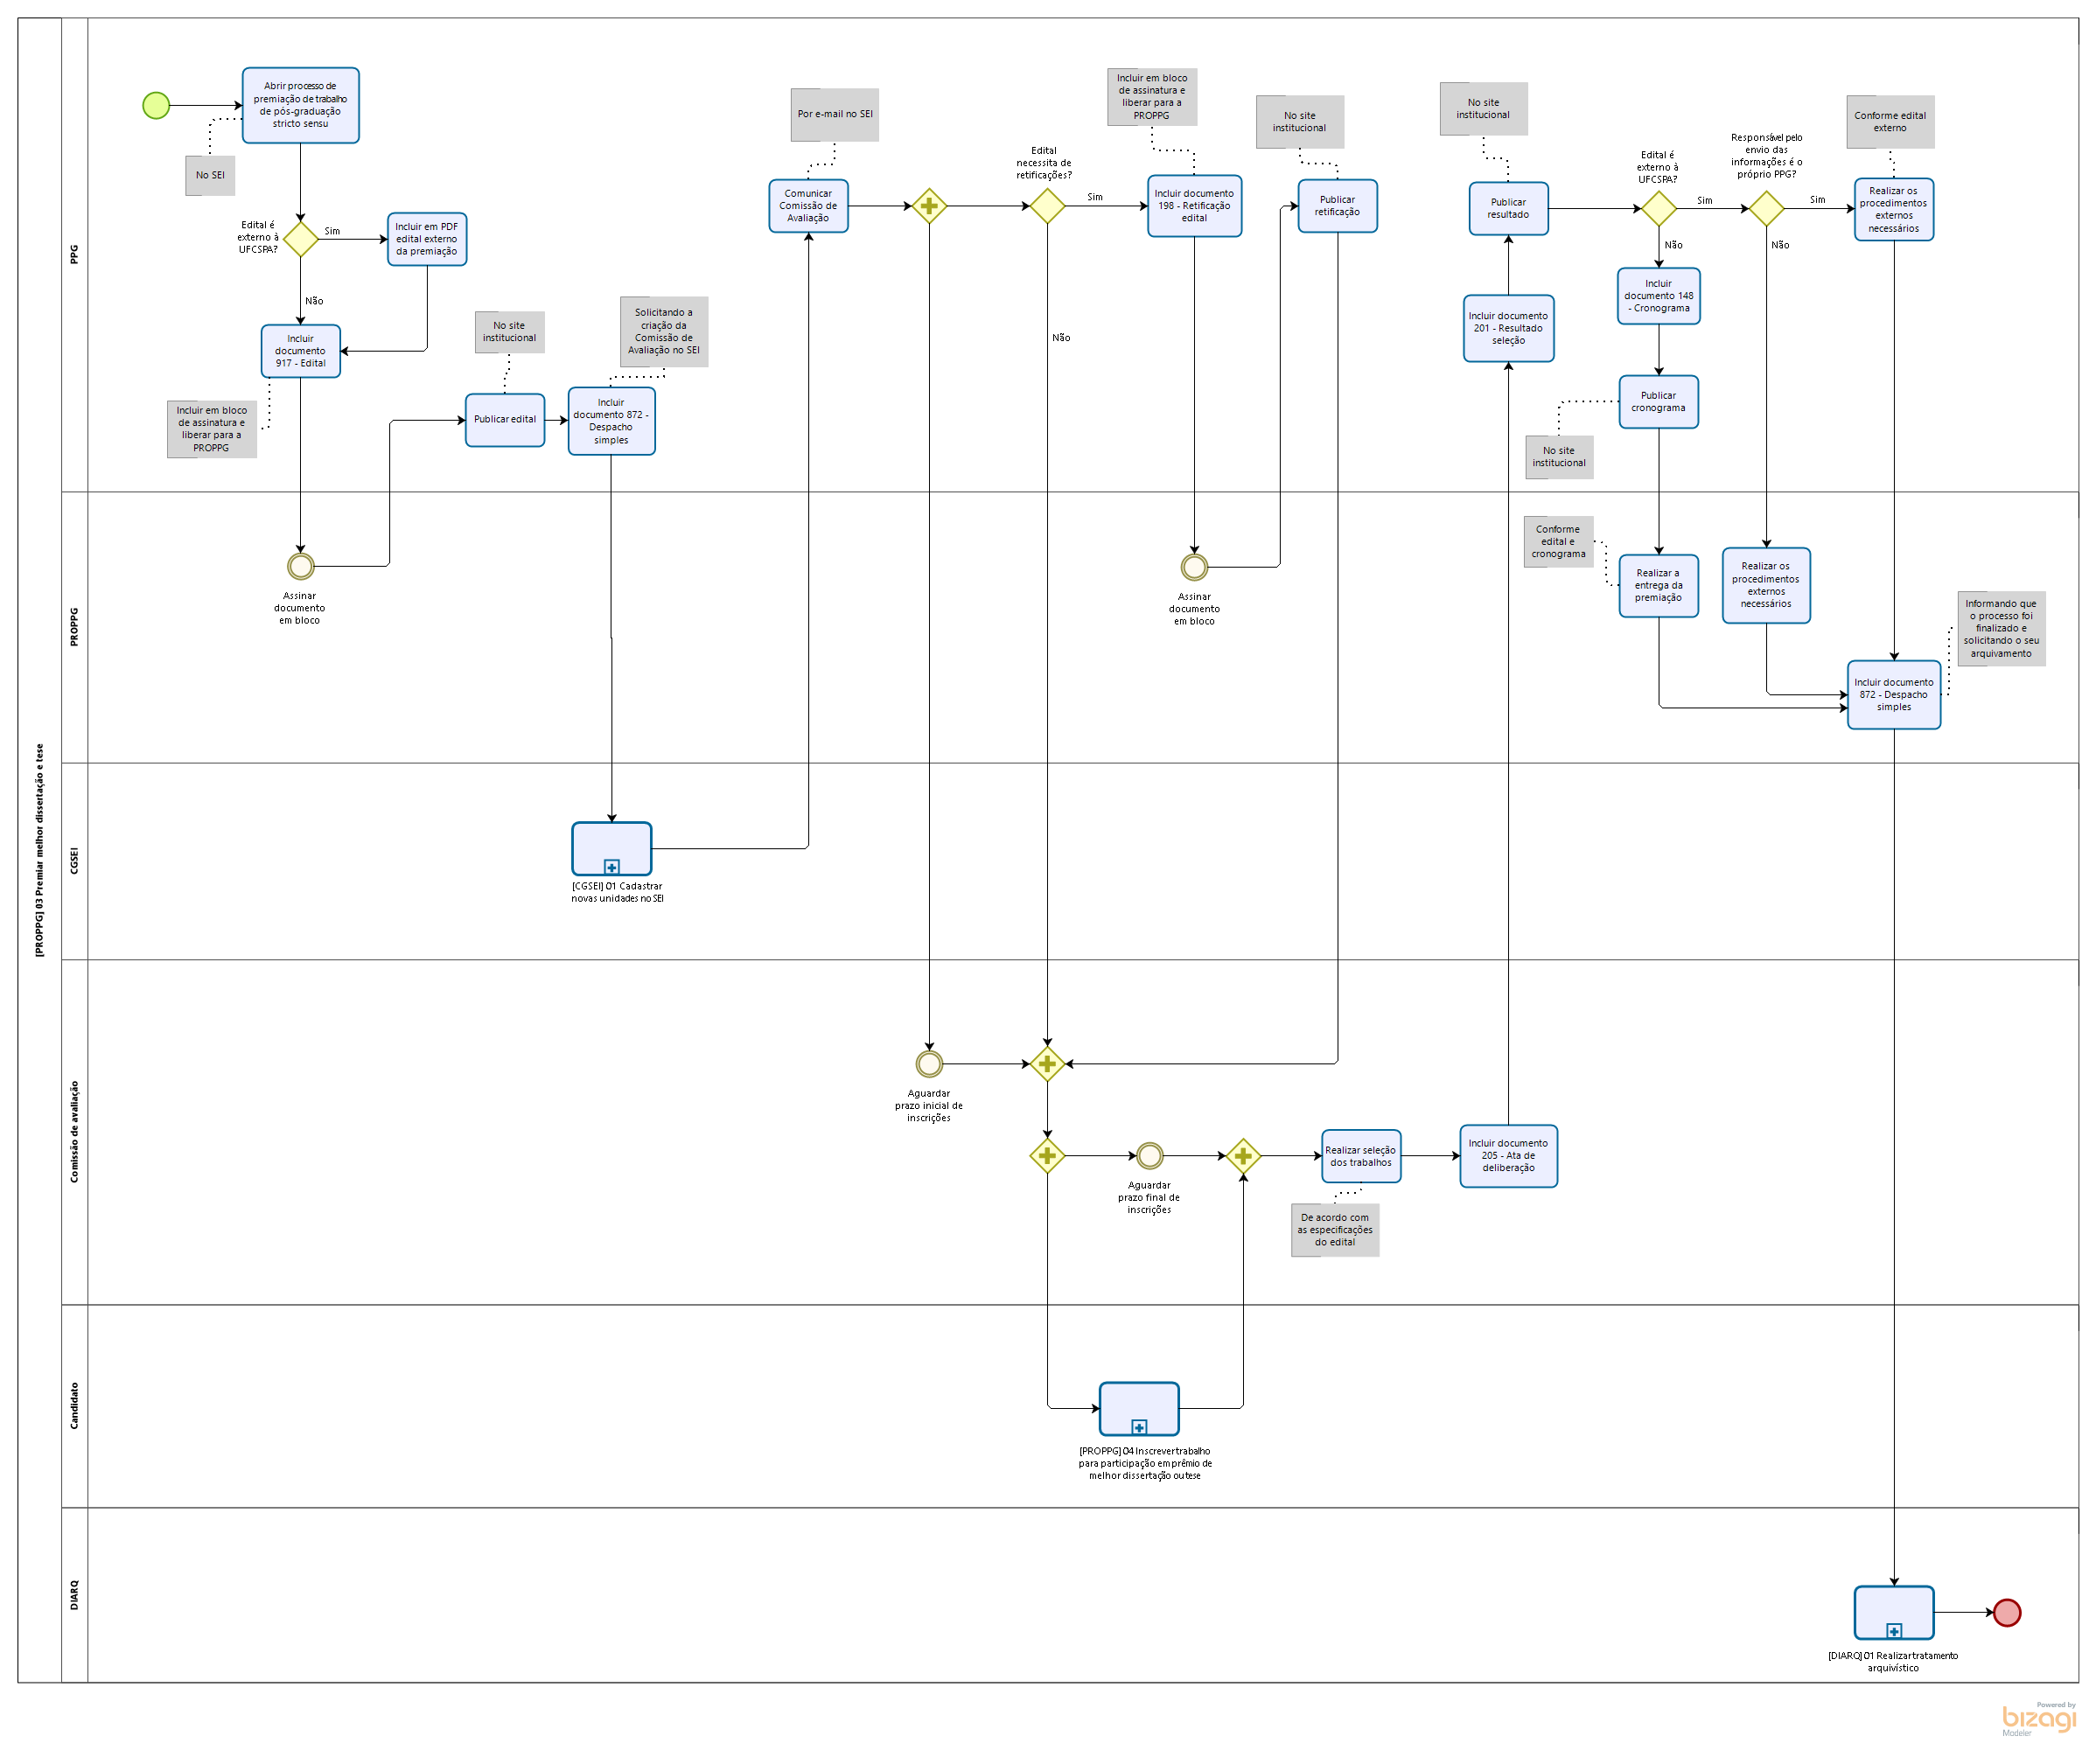 [PROPPG] 03 Premiar melhor dissertação e tese
PPG
Abrir processo de
premiação de trabalho
de pós-graduação
stricto sensu
No SEI
Edital é
externo à
UFCSPA?
Sim
Incluir em PDF
edital externo
da premiação
Não
Incluir
documento
917 - Edital
Incluir em bloco
de assinatura e
liberar para a
PROPPG
No site
institucional
Publicar edital
Solicitando a
criação da
Comissão de
Avaliação no SEI
Incluir
documento 872 -
Despacho
simples
Por e-mail no SEI
Comunicar
Comissão de
Avaliação
Edital
necessita de
retificações?
Sim
Não
Incluir em bloco
de assinatura e
liberar para a
PROPPG
Incluir documento
198 - Retificação
edital
No site
institucional
Publicar
retificação
No site
institucional
Publicar
resultado
Incluir documento
201 - Resultado
seleção
Edital é
externo à
UFCSPA?
Sim
Não
Incluir
documento 148
- Cronograma
Publicar
cronograma
No site
institucional
Responsável pelo
envio das
informações é o
próprio PPG?
Sim
Não
Conforme edital
externo
Realizar os
procedimentos
externos
necessários
PROPPG
Assinar
documento
em bloco
Assinar
documento
em bloco
Conforme
edital e
cronograma
Realizar a
entrega da
premiação
Realizar os
procedimentos
externos
necessários
Informando que
o processo foi
finalizado e
solicitando o seu
arquivamento
Incluir documento
872 - Despacho
simples
CGSEI
[CGSEI] 01 Cadastrar
novas unidades no SEI
Comissão de avaliação
Aguardar
prazo inicial de
inscrições
Aguardar
prazo final de
inscrições
Realizar seleção
dos trabalhos
De acordo com
as especificações
do edital
Incluir documento
205 - Ata de
deliberação
Candidato
[PROPPG] 04 Inscrever trabalho
para participação em prêmio de
melhor dissertação ou tese
DIARQ
[DIARQ] 01 Realizar tratamento
arquivístico
Powered by
bizagi
Modeler